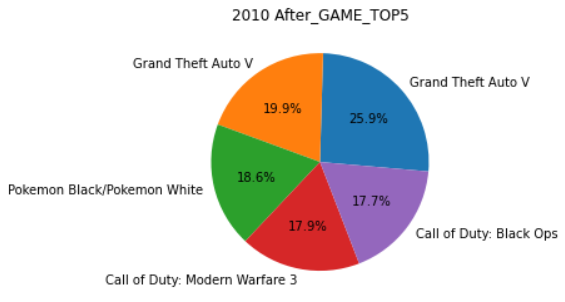 2010 After_GAME_TOP5
Grand Theft Auto V
19.9%
Grand Theft Auto V
25.9%
Pokemon Black/Pokemon White
18.6%
Call of Duty: Modern Warfare 3
17.9%
Call of Duty: Black Ops
17.7%